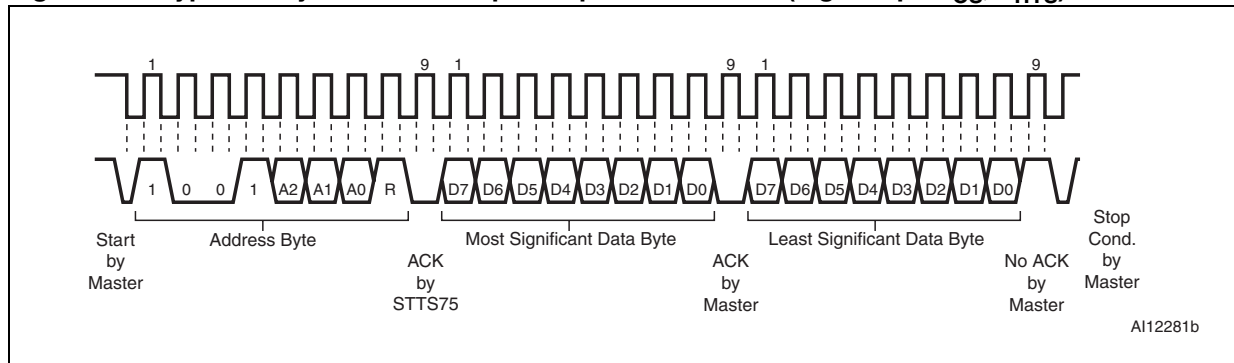 1 9 1 9 1 9
1 0 0 1 A2 A1 A0 R D7 D6 D5 D4 D3 D2 D1 D0 D7 D6 D5 D4 D3 D2 D1 D0
Start
by
Master
Address Byte
ACK
by
STTS75
Most Significant Data Byte
ACK
by
Master
Least Significant Data Byte
No ACK
by
Master
Stop
Cond.
by
Master
AI12281b